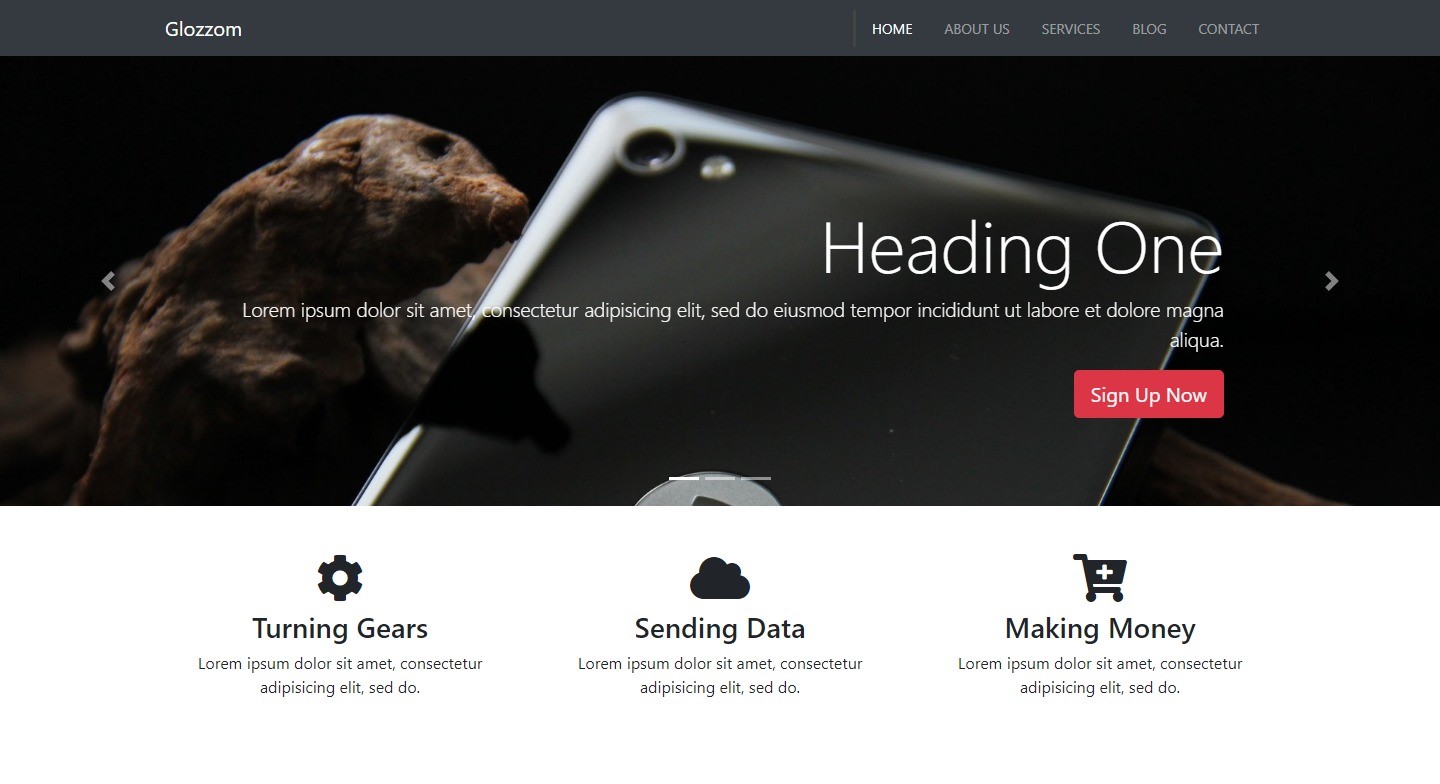 Glozzom
HOME ABOUT US SERVICES BLOG CONTACT
Heading One
Lorem ipsum dolor sit amet, consectetur adipisicing elit, sed do eiusmod tempor incididunt ut labore et dolore magna
aliqua.
Sign Up Now
Turning Gears
Lorem ipsum dolor sit amet, consectetur
adipisicing elit, sed do.
Sending Data
Lorem ipsum dolor sit amet, consectetur
adipisicing elit, sed do.
Making Money
Lorem ipsum dolor sit amet, consectetur
adipisicing elit, sed do.